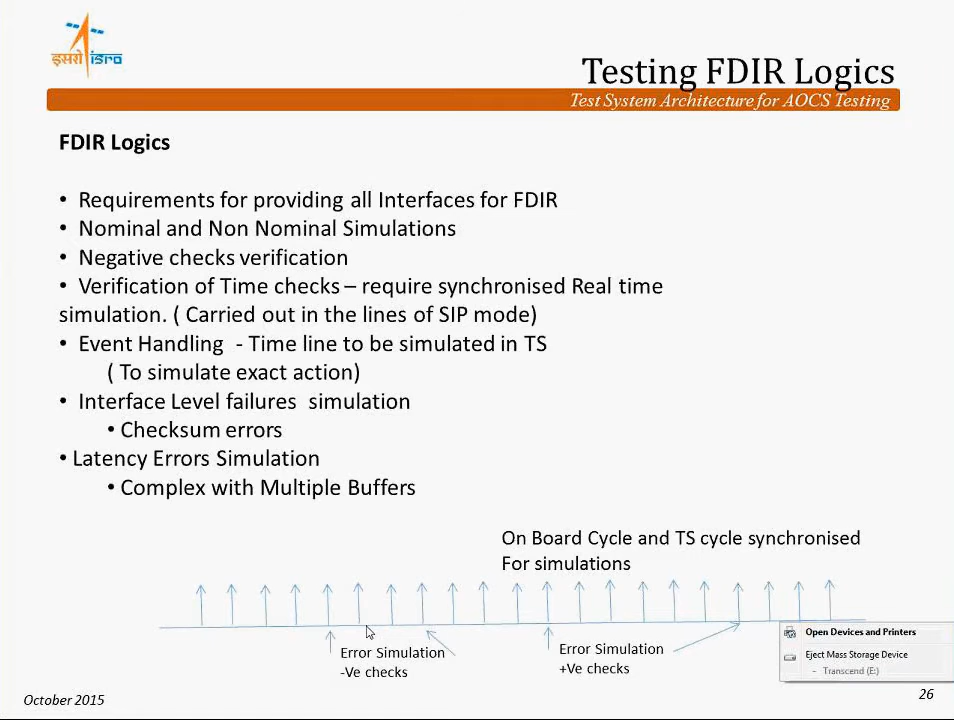 इसरो isro
Testing FDIR Logics
Test System Architecture for AOCS Testing
FDIR Logics
• Requirements for providing all Interfaces for FDIR
• Nominal and Non Nominal Simulations
• Negative checks verification
• Verification of Time checks – require synchronised Real time
simulation. ( Carried out in the lines of SIP mode)
• Event Handling - Time line to be simulated in TS
( To simulate exact action)
• Interface Level failures simulation
• Checksum errors
• Latency Errors Simulation
• Complex with Multiple Buffers
On Board Cycle and TS cycle synchronised
For simulations
Error Simulation
-Ve checks
Error Simulation
+Ve checks
Open Devices and Printers
Eject Mass Storage Device
- Transcend (E:)
October 2015
26